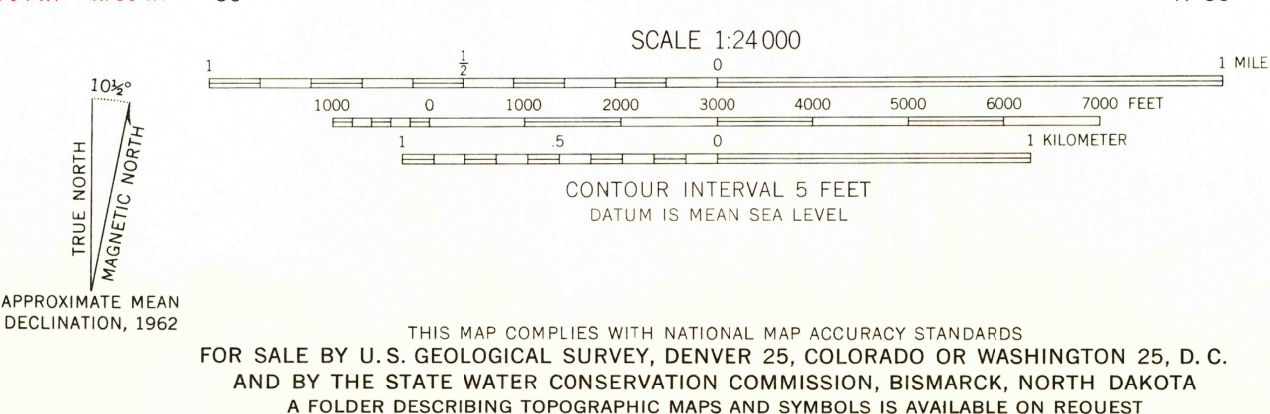 SCALE 1:24 000
1 ½ 0 1 MILE
1000 0 1000 2000 3000 4000 5000 6000 7000 FEET
1 .5 0 1 KILOMETER
CONTOUR INTERVAL 5 FEET
DATUM IS MEAN SEA LEVEL
10½°
TRUE NORTH
MAGNETIC NORTH
APPROXIMATE MEAN
DECLINATION, 1962
THIS MAP COMPLIES WITH NATIONAL MAP ACCURACY STANDARDS
FOR SALE BY U. S. GEOLOGICAL SURVEY, DENVER 25, COLORADO OR WASHINGTON 25, D. C.
AND BY THE STATE WATER CONSERVATION COMMISSION, BISMARCK, NORTH DAKOTA
A FOLDER DESCRIBING TOPOGRAPHIC MAPS AND SYMBOLS IS AVAILABLE ON REQUEST